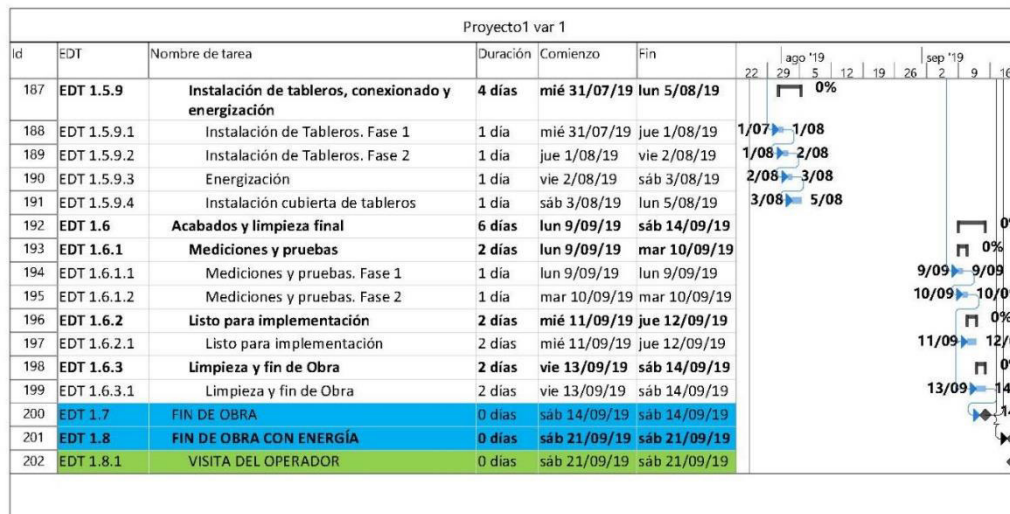 Proyecto1 var 1
Id EDT Nombre de tarea Duración Comienzo Fin
ago '19 sep '19
22 29 5 12 19 26 2 9 16
187 EDT 1.5.9 Instalación de tableros, conexionado y energización 4 días mié 31/07/19 lun 5/08/19 0%
188 EDT 1.5.9.1 Instalación de Tableros. Fase 1 1 día mié 31/07/19 jue 1/08/19 1/07 1/08
189 EDT 1.5.9.2 Instalación de Tableros. Fase 2 1 día jue 1/08/19 vie 2/08/19 1/08 2/08
190 EDT 1.5.9.3 Energización 1 día vie 2/08/19 sáb 3/08/19 2/08 3/08
191 EDT 1.5.9.4 Instalación cubierta de tableros 1 día sáb 3/08/19 lun 5/08/19 3/08 5/08
192 EDT 1.6 Acabados y limpieza final 6 días lun 9/09/19 sáb 14/09/19 0%
193 EDT 1.6.1 Mediciones y pruebas 2 días lun 9/09/19 mar 10/09/19 0%
194 EDT 1.6.1.1 Mediciones y pruebas. Fase 1 1 día lun 9/09/19 lun 9/09/19 9/09 9/09
195 EDT 1.6.1.2 Mediciones y pruebas. Fase 2 1 día mar 10/09/19 mar 10/09/19 10/09 10/09
196 EDT 1.6.2 Listo para implementación 2 días mié 11/09/19 jue 12/09/19 0%
197 EDT 1.6.2.1 Listo para implementación 2 días mié 11/09/19 jue 12/09/19 11/09 12/0
198 EDT 1.6.3 Limpieza y fin de Obra 2 días vie 13/09/19 sáb 14/09/19 0%
199 EDT 1.6.3.1 Limpieza y fin de Obra 2 días vie 13/09/19 sáb 14/09/19 13/09 14
200 EDT 1.7 FIN DE OBRA 0 días sáb 14/09/19 sáb 14/09/19 14
201 EDT 1.8 FIN DE OBRA CON ENERGÍA 0 días sáb 21/09/19 sáb 21/09/19
202 EDT 1.8.1 VISITA DEL OPERADOR 0 días sáb 21/09/19 sáb 21/09/19